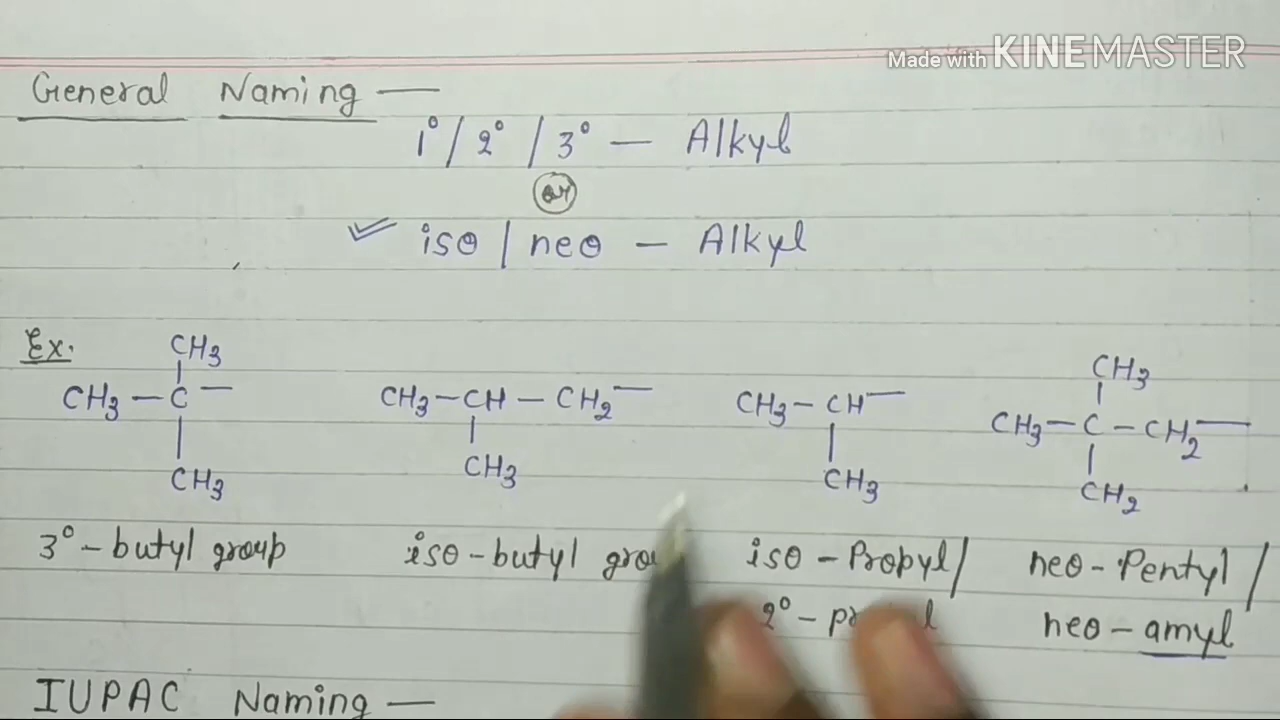 Made with KINEMASTER
General Naming —
1° / 2° / 3° — Alkyl
or
iso | neo — Alkyl
Ex.
CH3 CH3
CH3 — C — CH3 — CH — CH2 — CH3 — CH — CH3 — C — CH2 —
CH3 CH3 CH3 CH2
3° - butyl group iso - butyl iso - Propyl / neo - Pentyl /
2° - neo - amyl
IUPAC Naming —